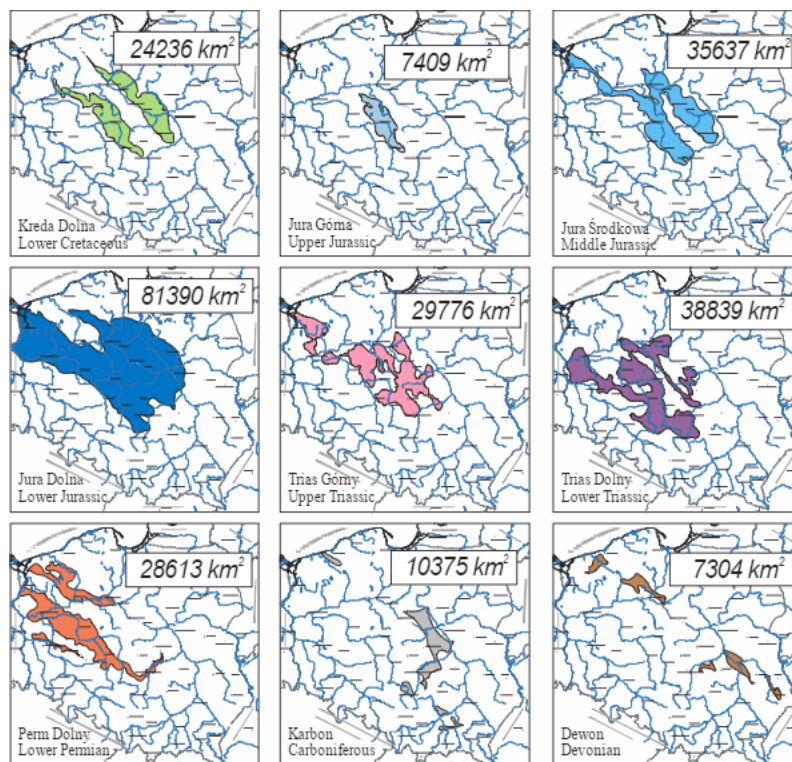 24236 km²
Kreda Dolna
Lower Cretaceous
7409 km²
Jura Górna
Upper Jurassic
35637 km²
Jura Środkowa
Middle Jurassic
81390 km²
Jura Dolna
Lower Jurassic
29776 km²
Trias Górny
Upper Triassic
38839 km²
Trias Dolny
Lower Triassic
28613 km²
Perm Dolny
Lower Permian
10375 km²
Karbon
Carboniferous
7304 km²
Dewon
Devonian